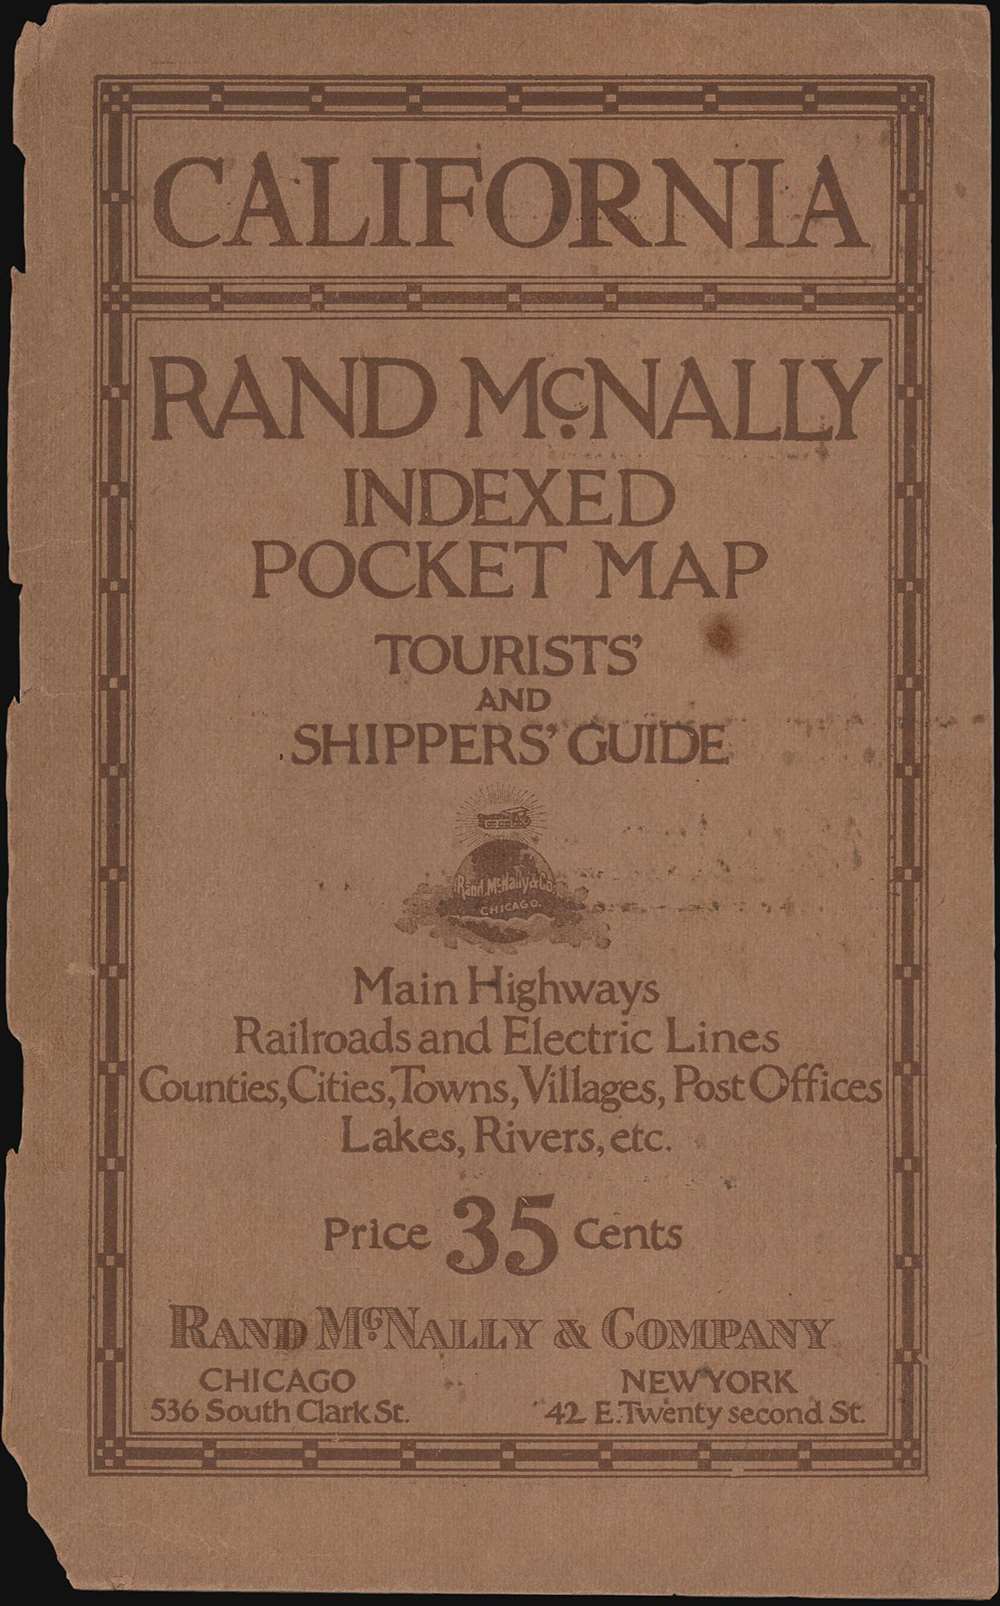 CALIFORNIA
RAND McNALLY
INDEXED
POCKET MAP
TOURISTS'
AND
SHIPPERS' GUIDE
Rand McNally & Co.
CHICAGO.
Main Highways
Railroads and Electric Lines
Counties, Cities, Towns, Villages, Post Offices
Lakes, Rivers, etc.
Price 35 Cents
RAND McNALLY & COMPANY
CHICAGO
536 South Clark St.
NEW YORK
42 E. Twenty second St.